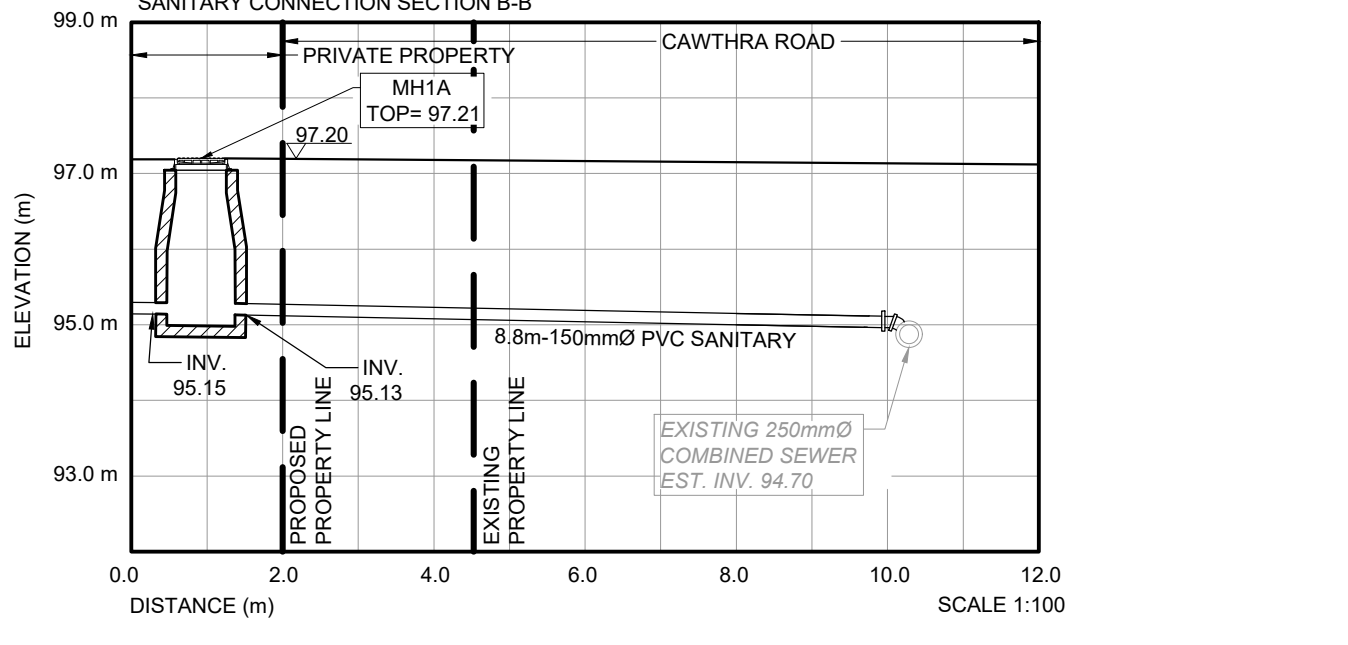 SANITARY CONNECTION SECTION B-B
99.0 m
CAWTHRA ROAD
PRIVATE PROPERTY
MH1A
TOP= 97.21
97.20
97.0 m
ELEVATION (m)
95.0 m
8.8m-150mmØ PVC SANITARY
INV.
95.15
INV.
95.13
PROPOSED
PROPERTY LINE
EXISTING
PROPERTY LINE
EXISTING 250mmØ
COMBINED SEWER
EST. INV. 94.70
93.0 m
0.0
2.0
4.0
6.0
8.0
10.0
12.0
DISTANCE (m)
SCALE 1:100